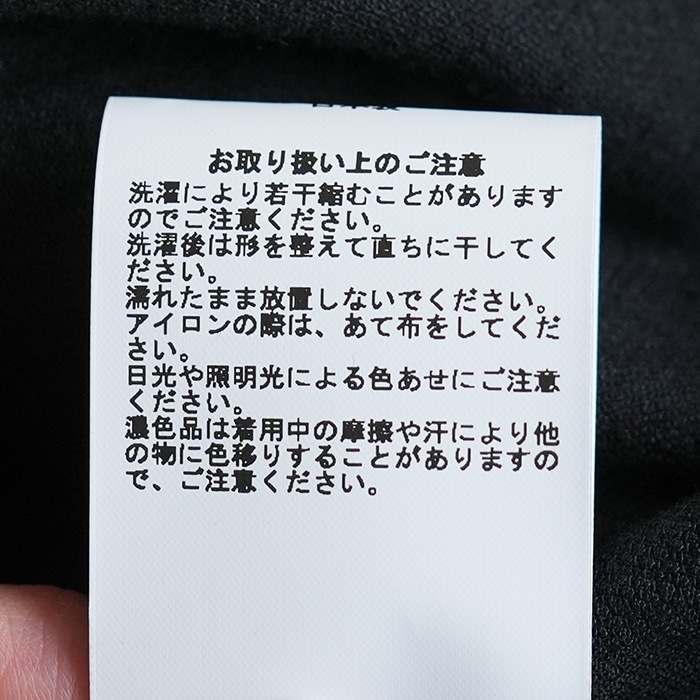 お取り扱い上のご注意
洗濯により若干縮むことがあります
のでご注意ください。
洗濯後は形を整えて直ちに干してく
ださい。
濡れたまま放置しないでください。
アイロンの際は、あて布をしてくだ
さい。
日光や照明光による色あせにご注意
ください。
濃色品は着用中の摩擦や汗により他
の物に色移りすることがありますの
で、ご注意ください。